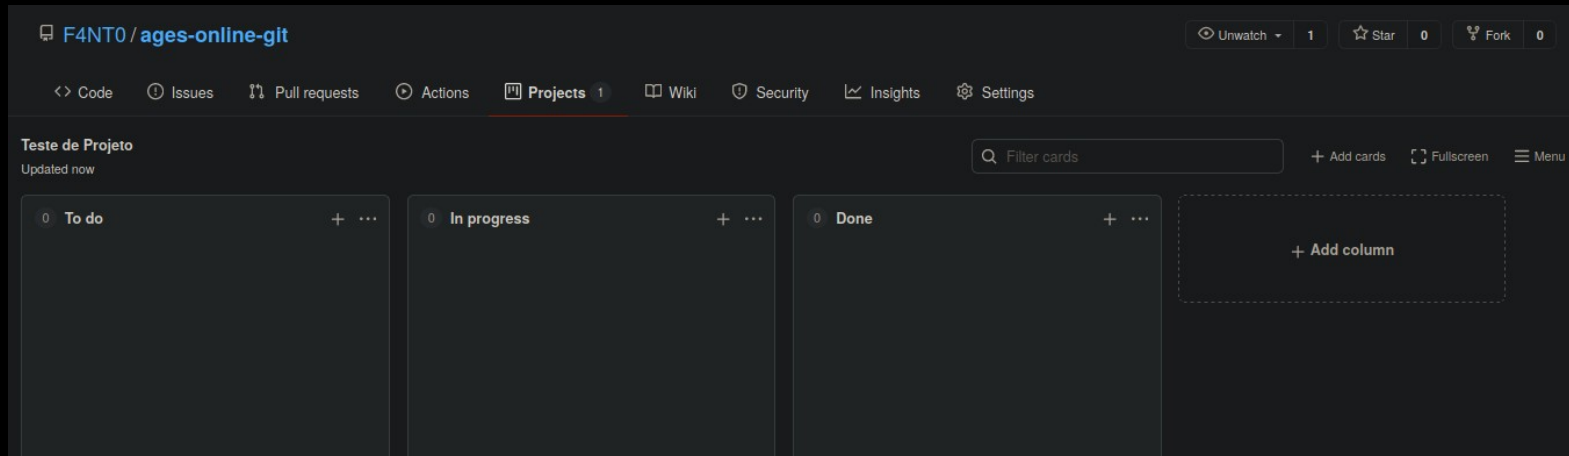 F4NT0 / ages-online-git
Unwatch 1 Star 0 Fork 0
Code Issues Pull requests Actions Projects 1 Wiki Security Insights Settings
Teste de Projeto
Updated now
Filter cards
Add cards Fullscreen Menu
0 To do
0 In progress
0 Done
+ Add column